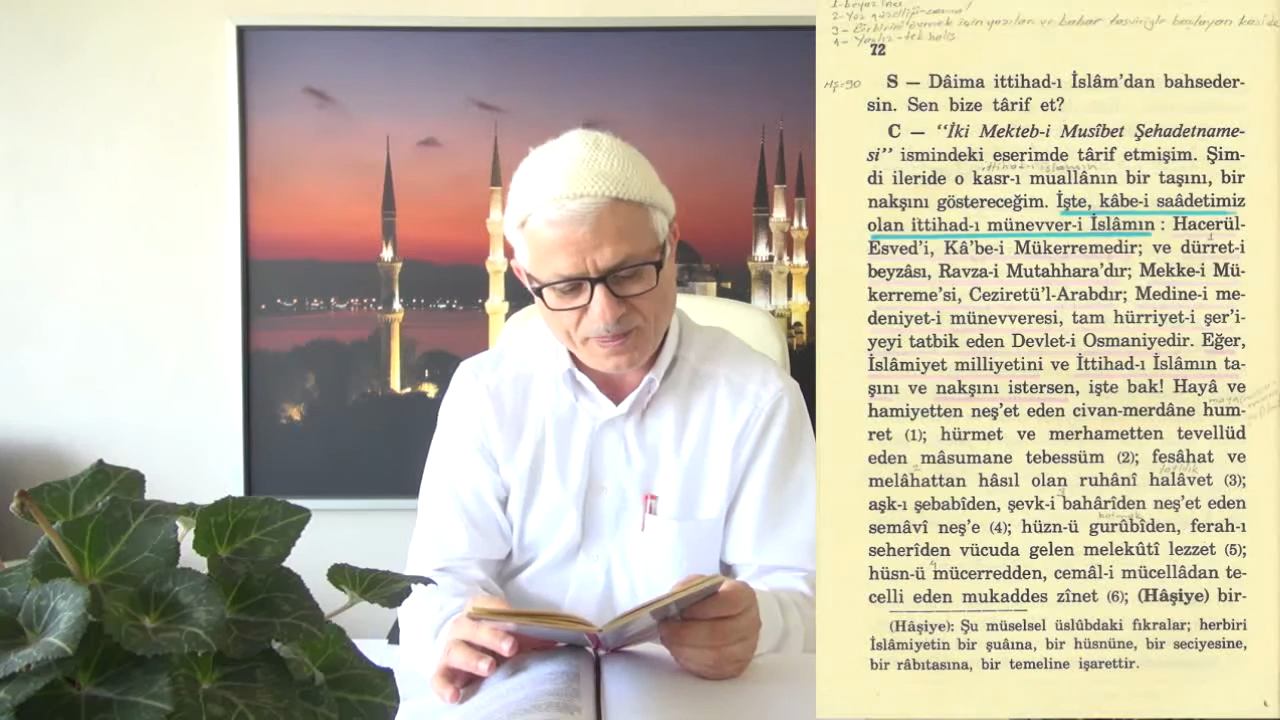 1-beyaz inci
72
S — Dâima ittihad-ı İslâm'dan bahseder-
sin. Sen bize târif et?
C — "İki Mekteb-i Musîbet Şehadetname-
si" ismindeki eserimde târif etmişim. Şim-
di ileride o kasr-ı muallânın bir taşını, bir
nakşını göstereceğim. İşte, kâbe-i saâdetimiz
olan ittihad-ı münevver-i İslâmın : Hacerül-
Esved'i, Kâ'be-i Mükerremedir; ve dürret-i
beyzâsı, Ravza-i Mutahhara'dır; Mekke-i Mü-
kerreme'si, Ceziretü'l-Arabdır; Medine-i me-
deniyet-i münevveresi, tam hürriyet-i şer'i-
yeyi tatbik eden Devlet-i Osmaniyedir. Eğer,
İslâmiyet milliyetini ve İttihad-ı İslâmın ta-
şını ve nakşını istersen, işte bak! Hayâ ve
hamiyetten neş'et eden civan-merdâne hum-
ret (1); hürmet ve merhametten tevellüd
eden mâsumane tebessüm (2); fesâhat ve
melâhattan hâsıl olan ruhânî halâvet (3);
aşk-ı şebabîden, şevk-i bahârîden neş'et eden
semâvî neş'e (4); hüzn-ü gurûbîden, ferah-ı
seherîden vücuda gelen melekûtî lezzet (5);
hüsn-ü mücerredden, cemâl-i mücellâdan te-
celli eden mukaddes zînet (6); (Hâşiye) bir-
(Hâşiye): Şu müselsel üslûbdaki fıkralar; herbiri
İslâmiyetin bir şuâına, bir hüsnüne, bir seciyesine,
bir râbıtasına, bir temeline işarettir.